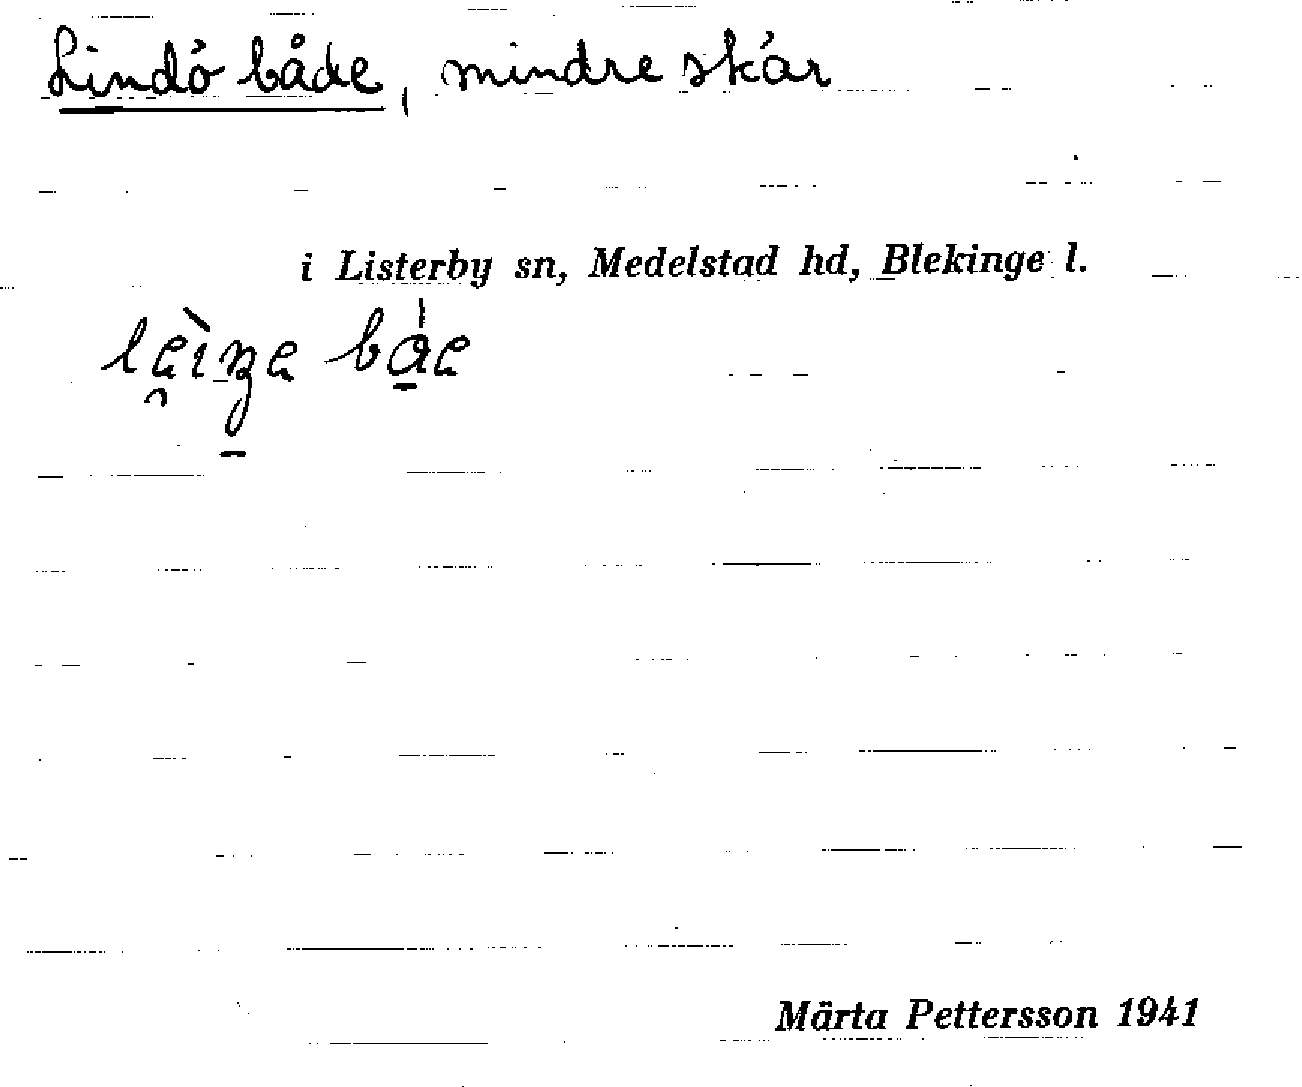 Lindö både, mindre skär
i Listerby sn, Medelstad hd, Blekinge l.
Märta Pettersson 1941